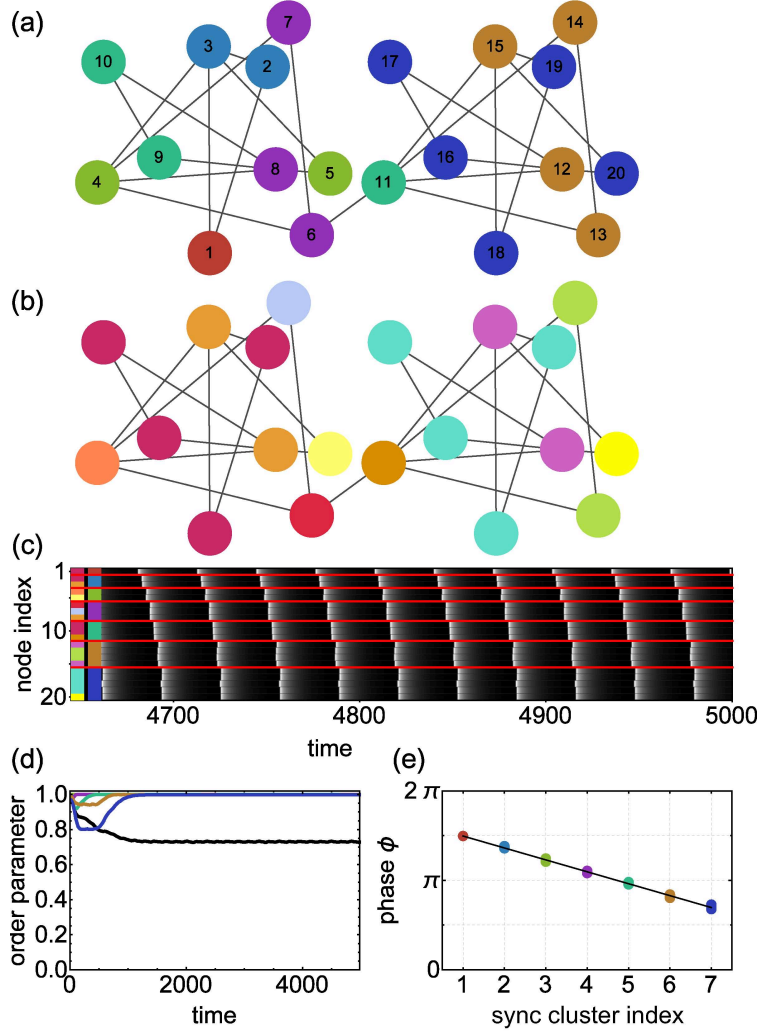 (a)
7
14
3
15
10
2
17
19
9
16
8
12
4
5
11
20
6
13
1
18
(b)
(c)
node index
1
10
20
4700
4800
4900
5000
time
(d)
order parameter
1.0
0.8
0.6
0.4
0.2
0.0
0
2000
4000
time
(e)
phase ϕ
2 π
π
0
1 2 3 4 5 6 7
sync cluster index